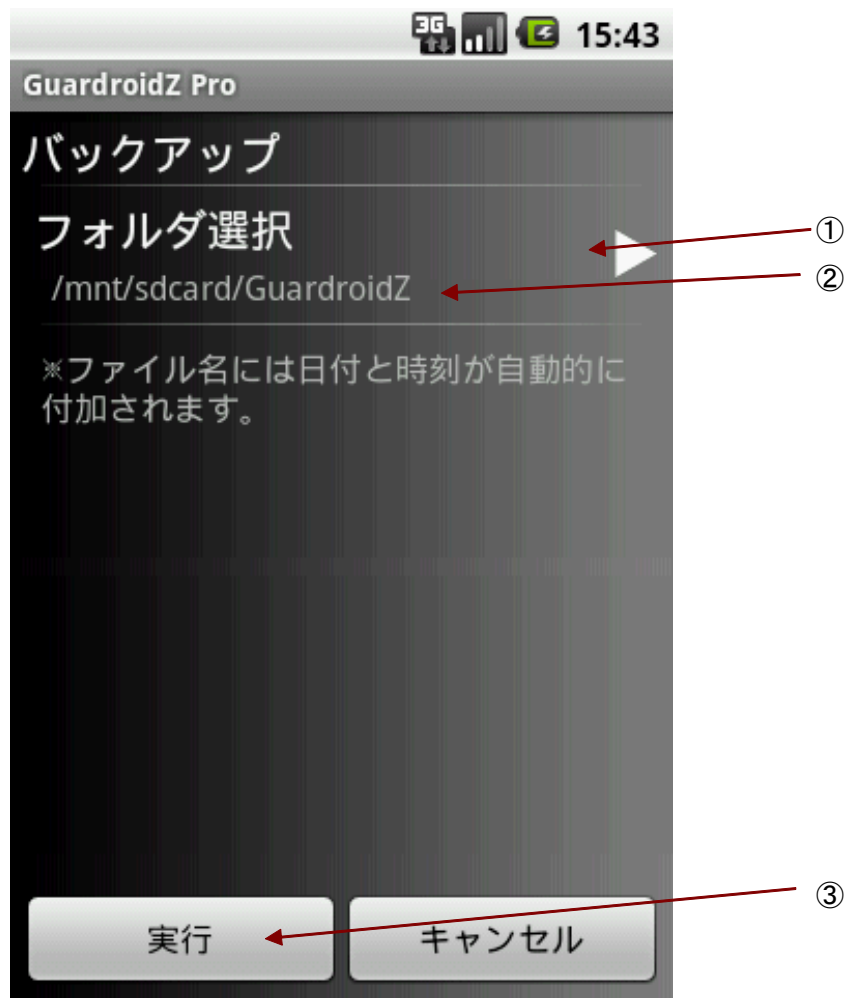 3G 15:43
GuardroidZ Pro
バックアップ
フォルダ選択
①
/mnt/sdcard/GuardroidZ
②
※ファイル名には日付と時刻が自動的に
付加されます。
③
実行 キャンセル